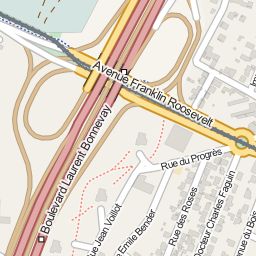 Avenue Franklin Roosevelt
Boulevard Laurent Bonnevay
Rue du Progrès
Rue Jean Voillot
Rue Emile Bender
Rue des Roses
Docteur Charles Faguin
Avenue du Bois